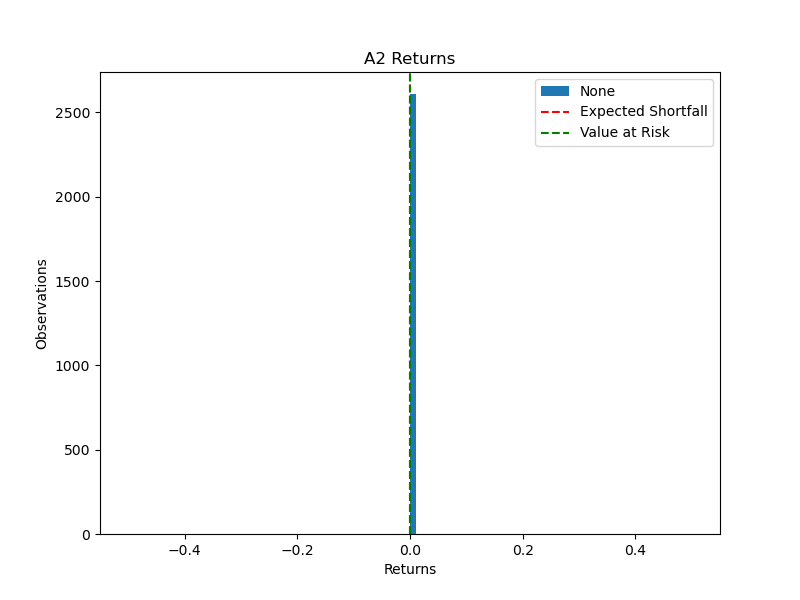 A2 Returns
None
Expected Shortfall
Value at Risk
Observations
2500
2000
1500
1000
500
0
−0.4
−0.2
0.0
0.2
0.4
Returns